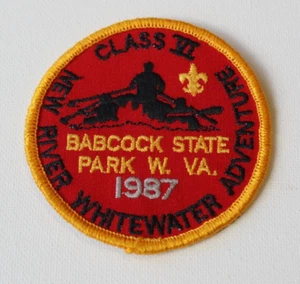 CLASS VI
NEW RIVER WHITEWATER ADVENTURE
BABCOCK STATE
PARK W. VA.
1987